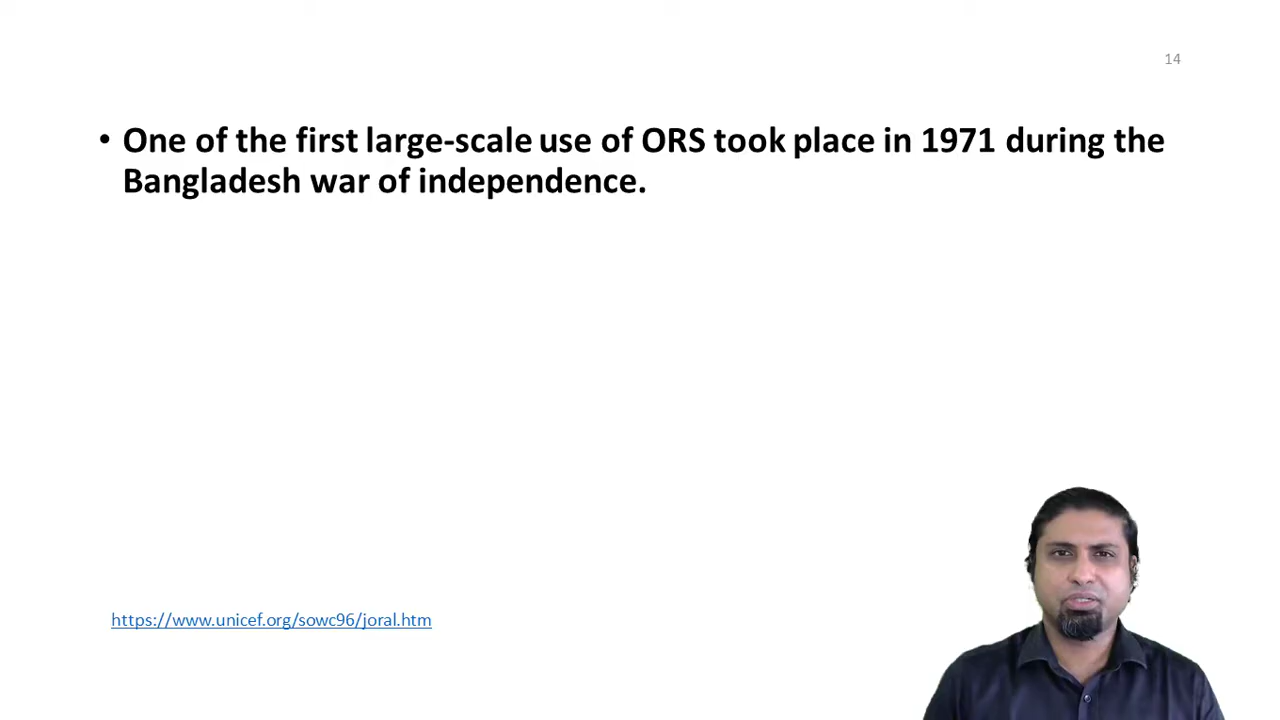 14
• One of the first large-scale use of ORS took place in 1971 during the
Bangladesh war of independence.
https://www.unicef.org/sowc96/joral.htm